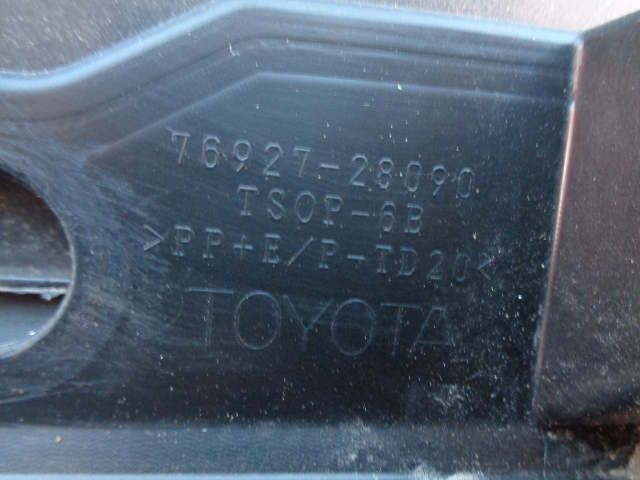 76927-28090
TSOP-6B
>PP+E/P-TD20<
TOYOTA